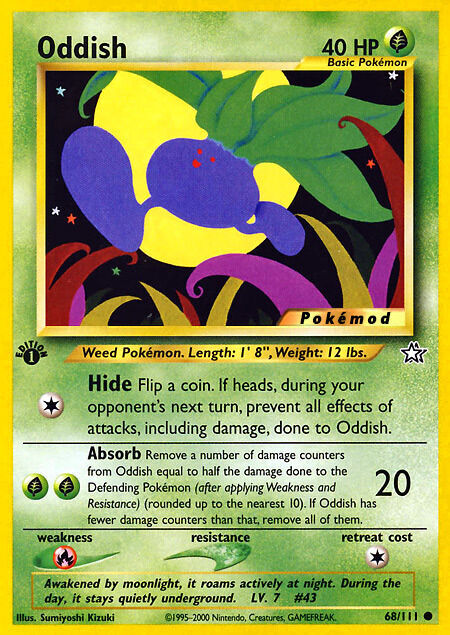 Oddish
40 HP
Basic Pokémon
Pokémod
EDITION
1
Weed Pokémon. Length: 1' 8", Weight: 12 lbs.
Hide Flip a coin. If heads, during your
opponent's next turn, prevent all effects of
attacks, including damage, done to Oddish.
Absorb Remove a number of damage counters
from Oddish equal to half the damage done to the
Defending Pokémon (after applying Weakness and
Resistance) (rounded up to the nearest 10). If Oddish has
fewer damage counters than that, remove all of them.
20
weakness
resistance
retreat cost
Awakened by moonlight, it roams actively at night. During the
day, it stays quietly underground. LV. 7 #43
Illus. Sumiyoshi Kizuki
©1995-2000 Nintendo, Creatures, GAMEFREAK.
68/111